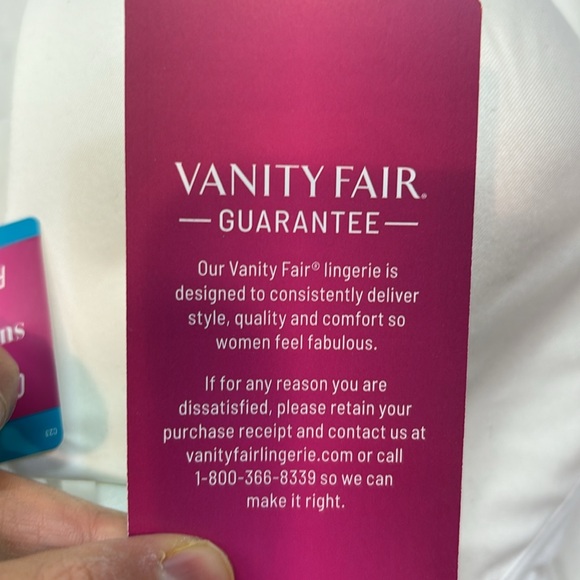 VANITY FAIR®
GUARANTEE
Our Vanity Fair® lingerie is
designed to consistently deliver
style, quality and comfort so
women feel fabulous.
If for any reason you are
dissatisfied, please retain your
purchase receipt and contact us at
vanityfairlingerie.com or call
1-800-366-8339 so we can
make it right.